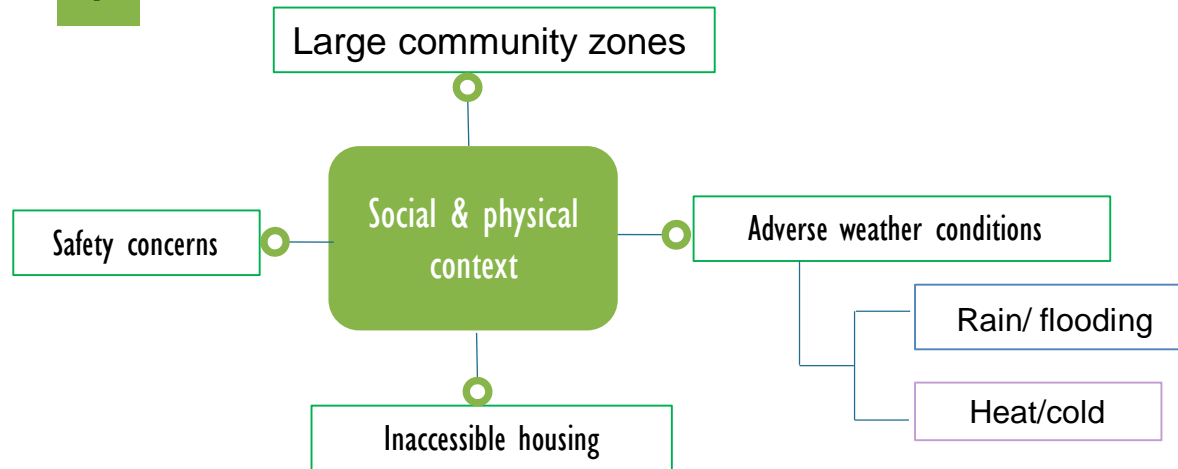 Large community zones
Social & physical
context
Safety concerns
Adverse weather conditions
Rain/ flooding
Heat/cold
Inaccessible housing